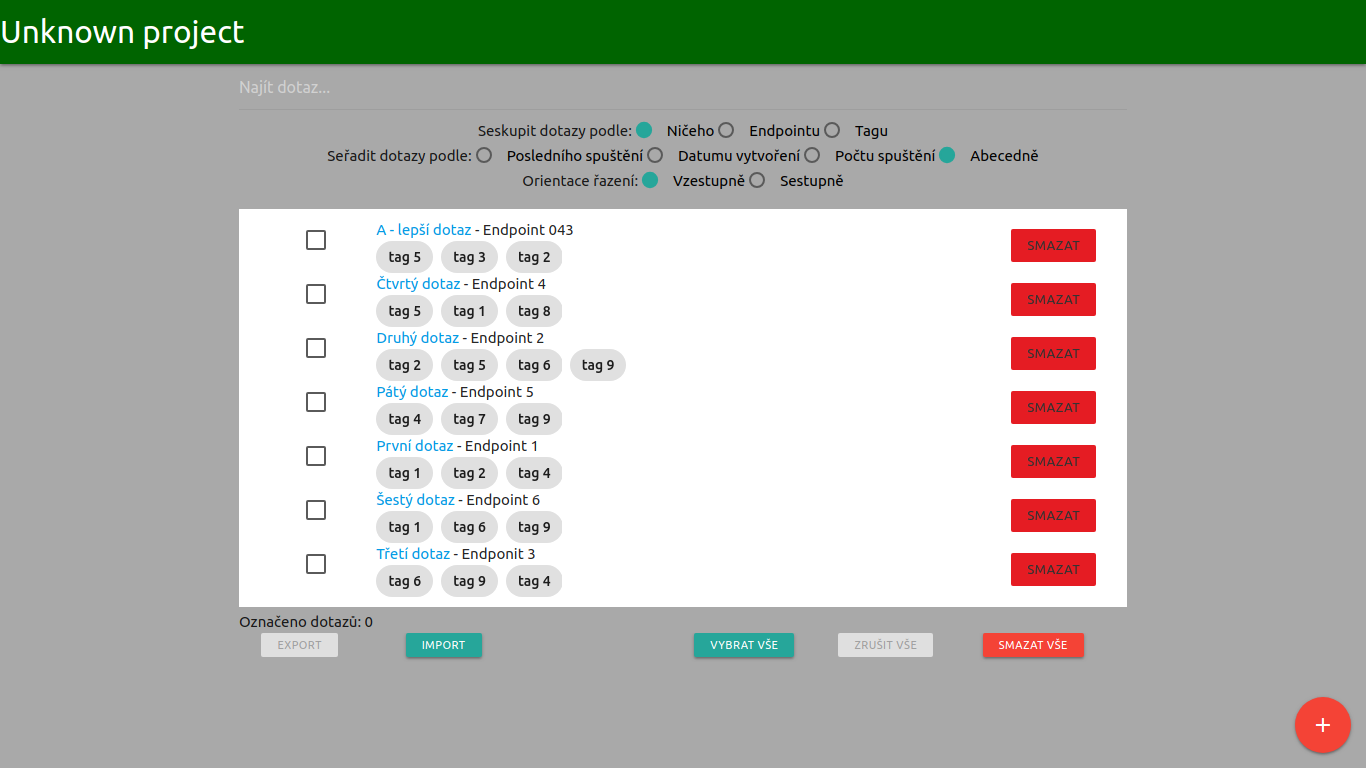 Unknown project
Najít dotaz...
Seskupit dotazy podle: Ničeho Endpointu Tagu
Seřadit dotazy podle: Posledního spuštění Datumu vytvoření Počtu spuštění Abecedně
Orientace řazení: Vzestupně Sestupně
A - lepší dotaz - Endpoint 043
SMAZAT
tag 5 tag 3 tag 2
Čtvrtý dotaz - Endpoint 4
SMAZAT
tag 5 tag 1 tag 8
Druhý dotaz - Endpoint 2
SMAZAT
tag 2 tag 5 tag 6 tag 9
Pátý dotaz - Endpoint 5
SMAZAT
tag 4 tag 7 tag 9
První dotaz - Endpoint 1
SMAZAT
tag 1 tag 2 tag 4
Šestý dotaz - Endpoint 6
SMAZAT
tag 1 tag 6 tag 9
Třetí dotaz - Endponit 3
SMAZAT
tag 6 tag 9 tag 4
Označeno dotazů: 0
EXPORT IMPORT VYBRAT VŠE ZRUŠIT VŠE SMAZAT VŠE
+